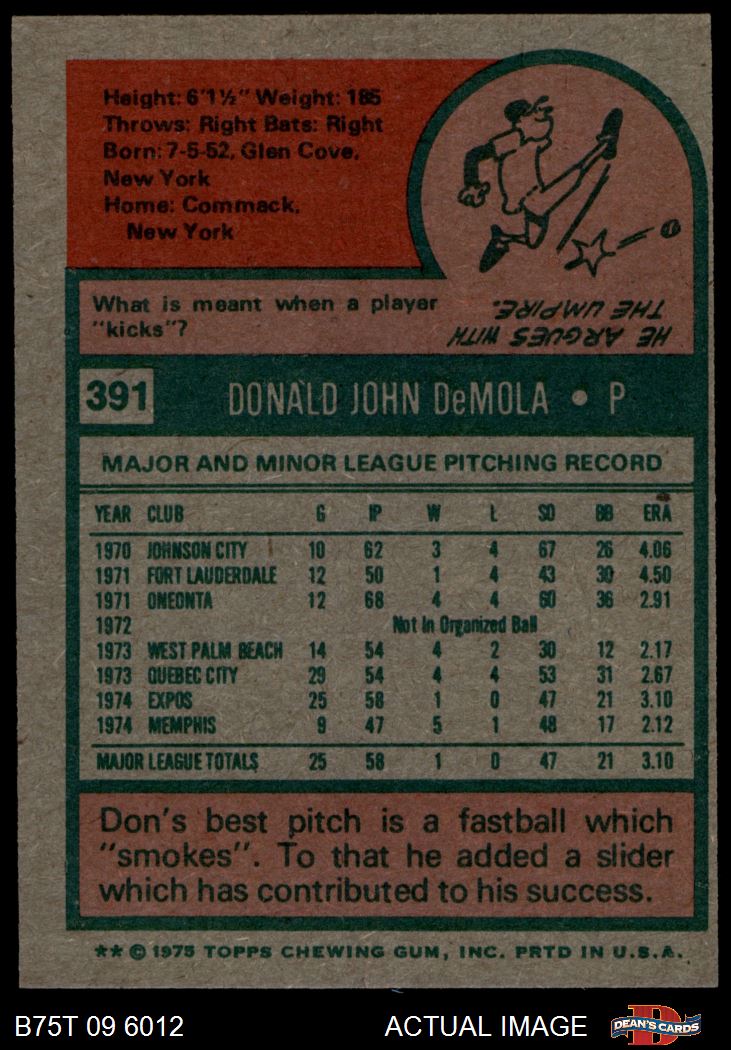 Height: 6'1½" Weight: 185
Throws: Right Bats: Right
Born: 7-5-52, Glen Cove,
New York
Home: Commack,
New York
What is meant when a player
"kicks"?
HE ARGUES WITH
THE UMPIRE.
391 DONALD JOHN DeMOLA • P
MAJOR AND MINOR LEAGUE PITCHING RECORD
YEAR CLUB G IP W L SO BB ERA
1970 JOHNSON CITY 10 62 3 4 67 26 4.06
1971 FORT LAUDERDALE 12 50 1 4 43 30 4.50
1971 ONEONTA 12 68 4 4 60 36 2.91
1972 Not In Organized Ball
1973 WEST PALM BEACH 14 54 4 2 30 12 2.17
1973 QUEBEC CITY 29 54 4 4 53 31 2.67
1974 EXPOS 25 58 1 0 47 21 3.10
1974 MEMPHIS 9 47 5 1 48 17 2.12
MAJOR LEAGUE TOTALS 25 58 1 0 47 21 3.10
Don's best pitch is a fastball which
"smokes". To that he added a slider
which has contributed to his success.
** © 1975 TOPPS CHEWING GUM, INC. PRTD IN U.S.A.
B75T 09 6012 ACTUAL IMAGE D DEAN'S CARDS